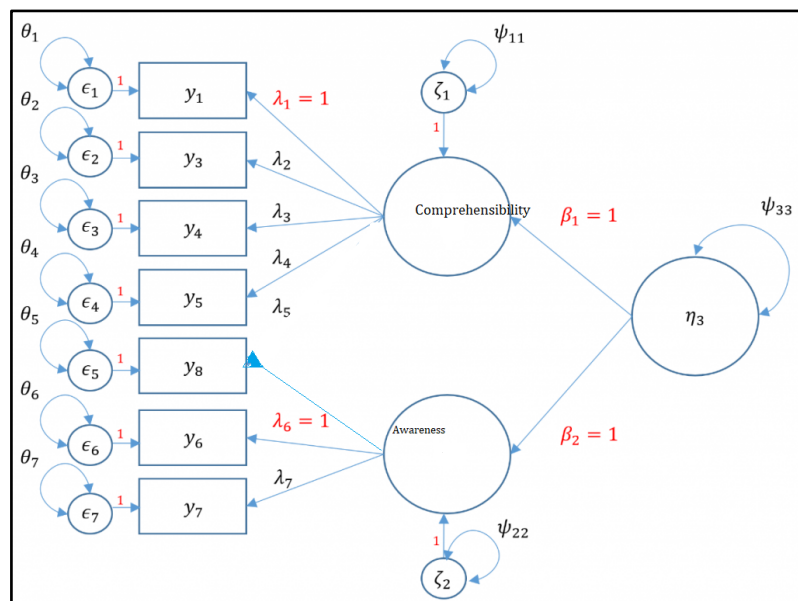 θ₁
ϵ₁
1
y₁
λ₁ = 1
ζ₁
ψ₁₁
1
θ₂
ϵ₂
1
y₃
λ₂
θ₃
ϵ₃
1
y₄
λ₃
Comprehensibility
β₁ = 1
ψ₃₃
θ₄
ϵ₄
1
y₅
λ₄
λ₅
η₃
θ₅
ϵ₅
1
y₈
θ₆
ϵ₆
1
y₆
λ₆ = 1
Awareness
β₂ = 1
θ₇
ϵ₇
1
y₇
λ₇
1
ζ₂
ψ₂₂